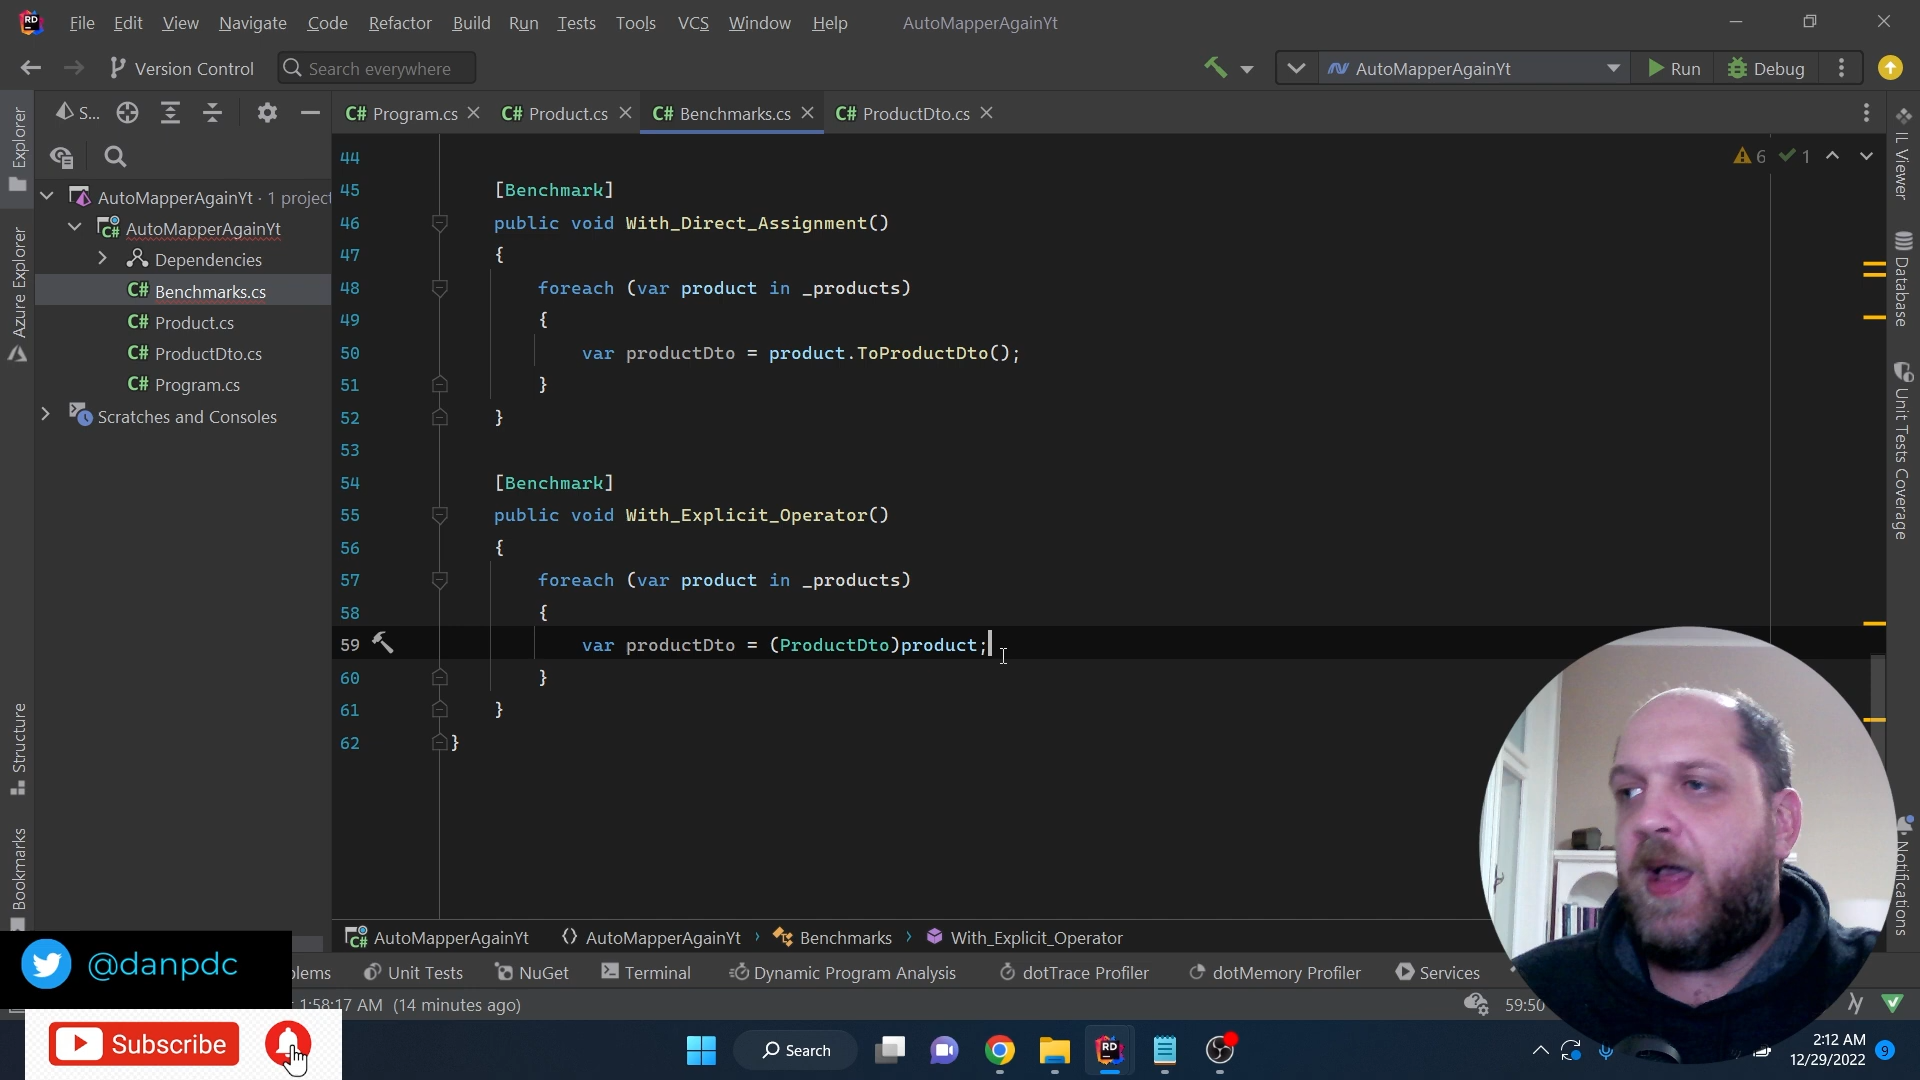 File Edit View Navigate Code Refactor Build Run Tests Tools VCS Window Help AutoMapperAgainYt
Version Control Search everywhere AutoMapperAgainYt Run Debug
Explorer
Azure Explorer
Structure
Bookmarks
S...
AutoMapperAgainYt · 1 project
AutoMapperAgainYt
Dependencies
C# Benchmarks.cs
C# Product.cs
C# ProductDto.cs
C# Program.cs
Scratches and Consoles
C# Program.cs C# Product.cs C# Benchmarks.cs C# ProductDto.cs
6 1
44
45 [Benchmark]
46 public void With_Direct_Assignment()
47 {
48 foreach (var product in _products)
49 {
50 var productDto = product.ToProductDto();
51 }
52 }
53
54 [Benchmark]
55 public void With_Explicit_Operator()
56 {
57 foreach (var product in _products)
58 {
59 var productDto = (ProductDto)product;
60 }
61 }
62 }
IL Viewer
Database
Unit Tests Coverage
Notifications
AutoMapperAgainYt AutoMapperAgainYt › Benchmarks › With_Explicit_Operator
@danpdc
lems Unit Tests NuGet Terminal Dynamic Program Analysis dotTrace Profiler dotMemory Profiler Services
1:58:17 AM (14 minutes ago) 59:50
Subscribe
Search
2:12 AM
12/29/2022 9